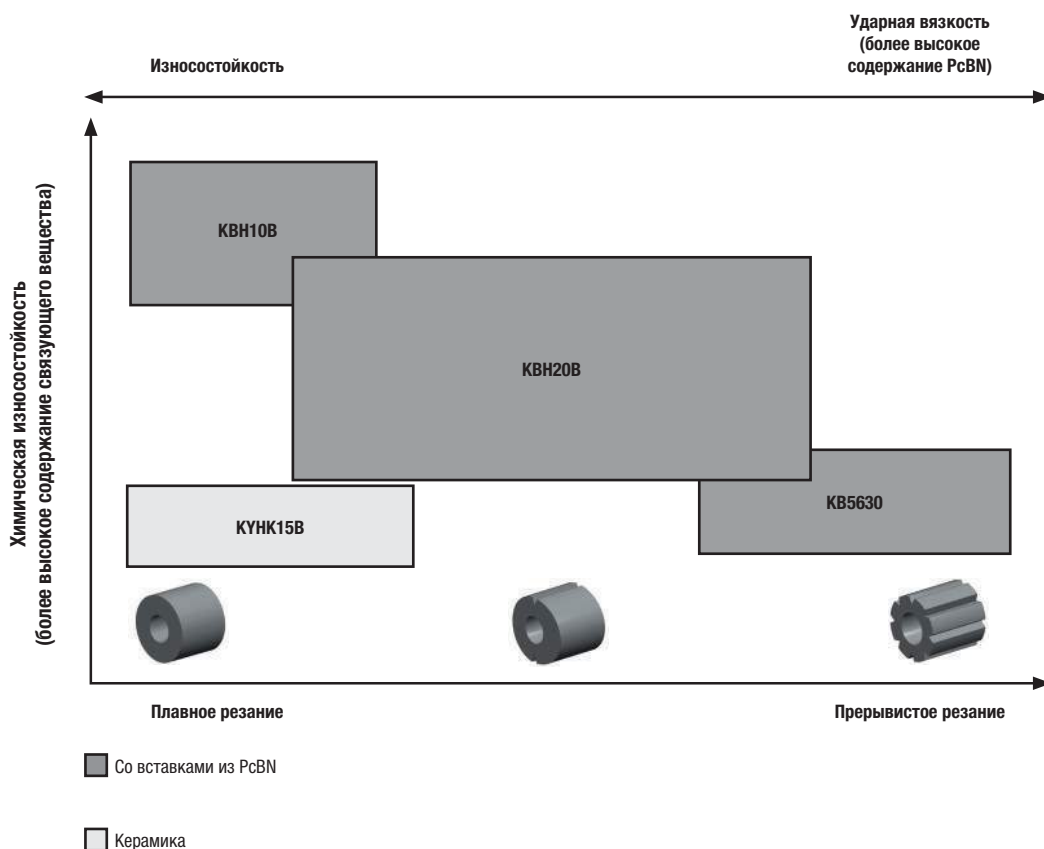 Износостойкость
Ударная вязкость
(более высокое
содержание PcBN)
Химическая износостойкость
(более высокое содержание связующего вещества)
KBH10B
KBH20B
KB5630
KYHK15B
Плавное резание
Прерывистое резание
Со вставками из PcBN
Керамика